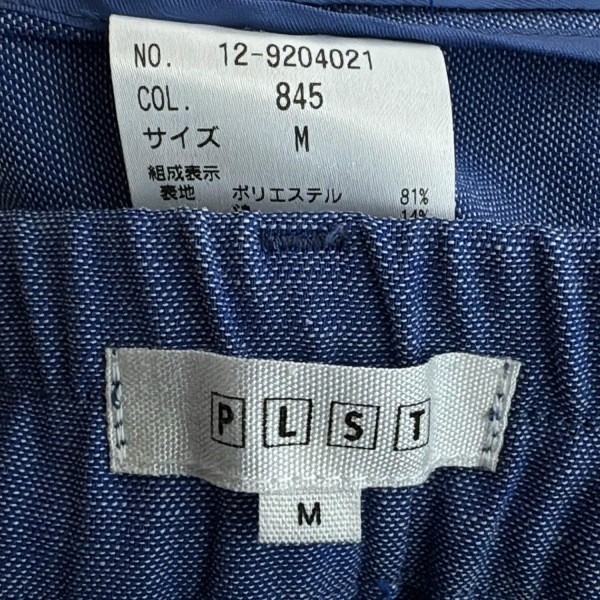 NO. 12-9204021
COL. 845
サイズ M
組成表示
表地 ポリエステル 81%
14%
PLST
M